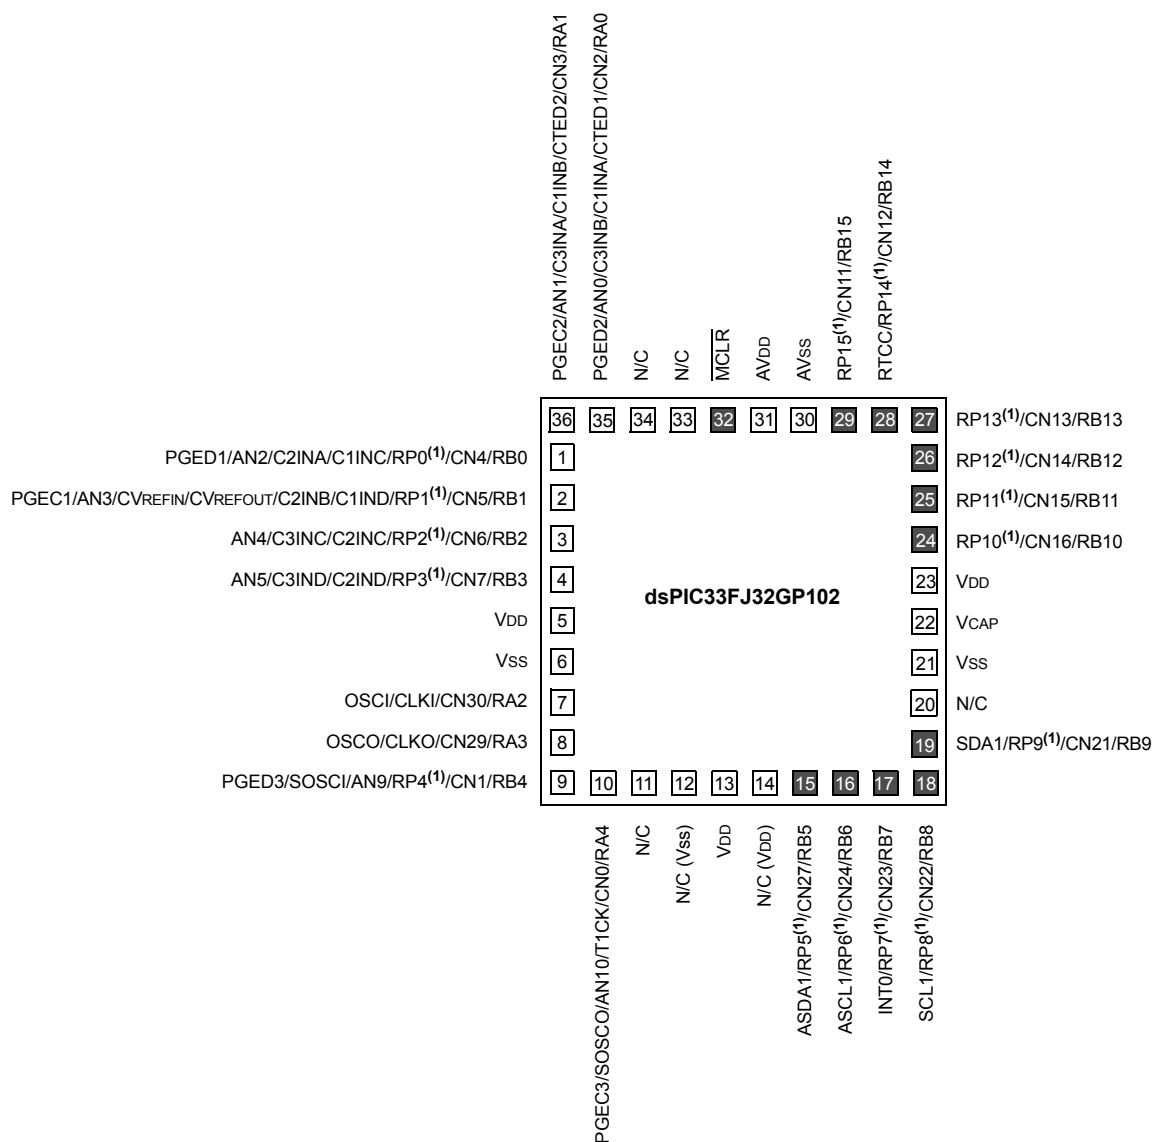 PGEC2/AN1/C3INA/C1INB/CTED2/CN3/RA1
PGED2/AN0/C3INB/C1INA/CTED1/CN2/RA0
N/C
N/C
MCLR
AVDD
AVSS
RP15(1)/CN11/RB15
RTCC/RP14(1)/CN12/RB14
36 35 34 33 32 31 30 29 28 27
RP13(1)/CN13/RB13
PGED1/AN2/C2INA/C1INC/RP0(1)/CN4/RB0
1
26
RP12(1)/CN14/RB12
PGEC1/AN3/CVREFIN/CVREFOUT/C2INB/C1IND/RP1(1)/CN5/RB1
2
25
RP11(1)/CN15/RB11
AN4/C3INC/C2INC/RP2(1)/CN6/RB2
3
24
RP10(1)/CN16/RB10
AN5/C3IND/C2IND/RP3(1)/CN7/RB3
4
23
VDD
dsPIC33FJ32GP102
VDD
5
22
VCAP
VSS
6
21
VSS
OSCI/CLKI/CN30/RA2
7
20
N/C
OSCO/CLKO/CN29/RA3
8
19
SDA1/RP9(1)/CN21/RB9
PGED3/SOSCI/AN9/RP4(1)/CN1/RB4
9 10 11 12 13 14 15 16 17 18
PGEC3/SOSCO/AN10/T1CK/CN0/RA4
N/C
N/C (Vss)
VDD
N/C (VDD)
ASDA1/RP5(1)/CN27/RB5
ASCL1/RP6(1)/CN24/RB6
INT0/RP7(1)/CN23/RB7
SCL1/RP8(1)/CN22/RB8